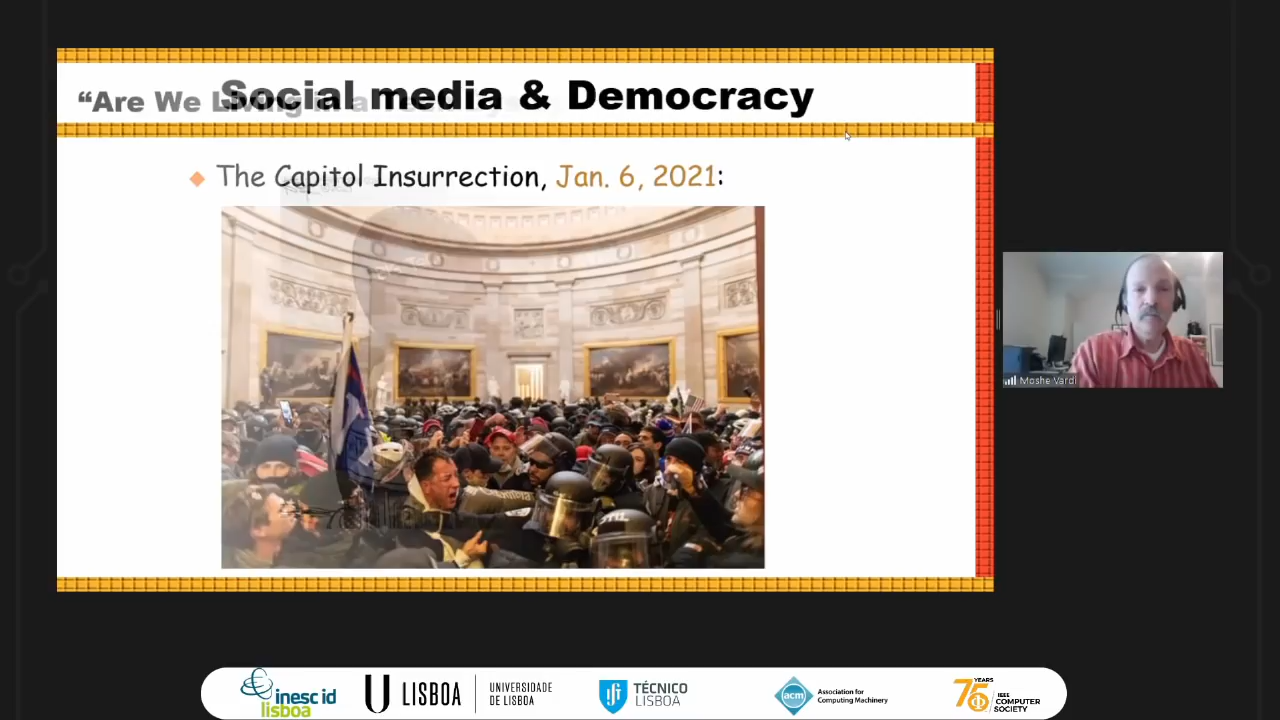 Social media & Democracy
"Are We Living in a
The Capitol Insurrection, Jan. 6, 2021:
Moshe Vardi
inesc id
lisboa
LISBOA
UNIVERSIDADE
DE LISBOA
TÉCNICO
LISBOA
acm
Association for
Computing Machinery
75
YEARS
IEEE
COMPUTER
SOCIETY